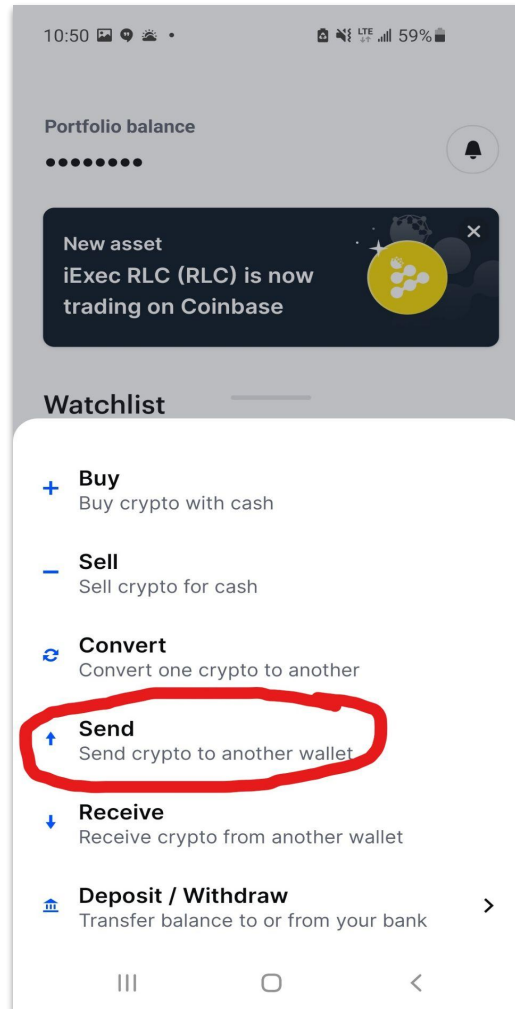 10:50
LTE 59%
Portfolio balance
New asset
iExec RLC (RLC) is now
trading on Coinbase
Watchlist
Buy
Buy crypto with cash
Sell
Sell crypto for cash
Convert
Convert one crypto to another
Send
Send crypto to another wallet
Receive
Receive crypto from another wallet
Deposit / Withdraw
Transfer balance to or from your bank